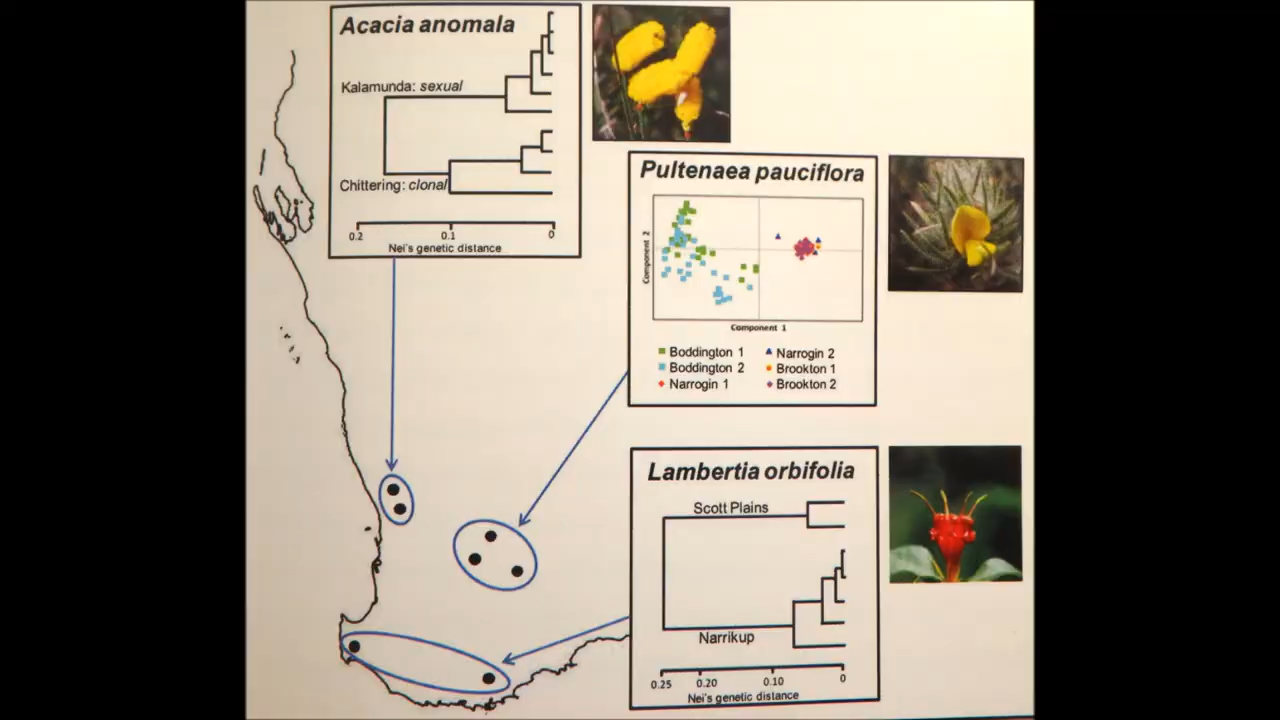 Acacia anomala
Kalamunda: sexual
Chittering: clonal
0.2 0.1 0
Nei's genetic distance
Pultenaea pauciflora
Component 2
Component 1
Boddington 1
Boddington 2
Narrogin 1
Narrogin 2
Brookton 1
Brookton 2
Lambertia orbifolia
Scott Plains
Narrikup
0.25 0.20 0.10 0
Nei's genetic distance